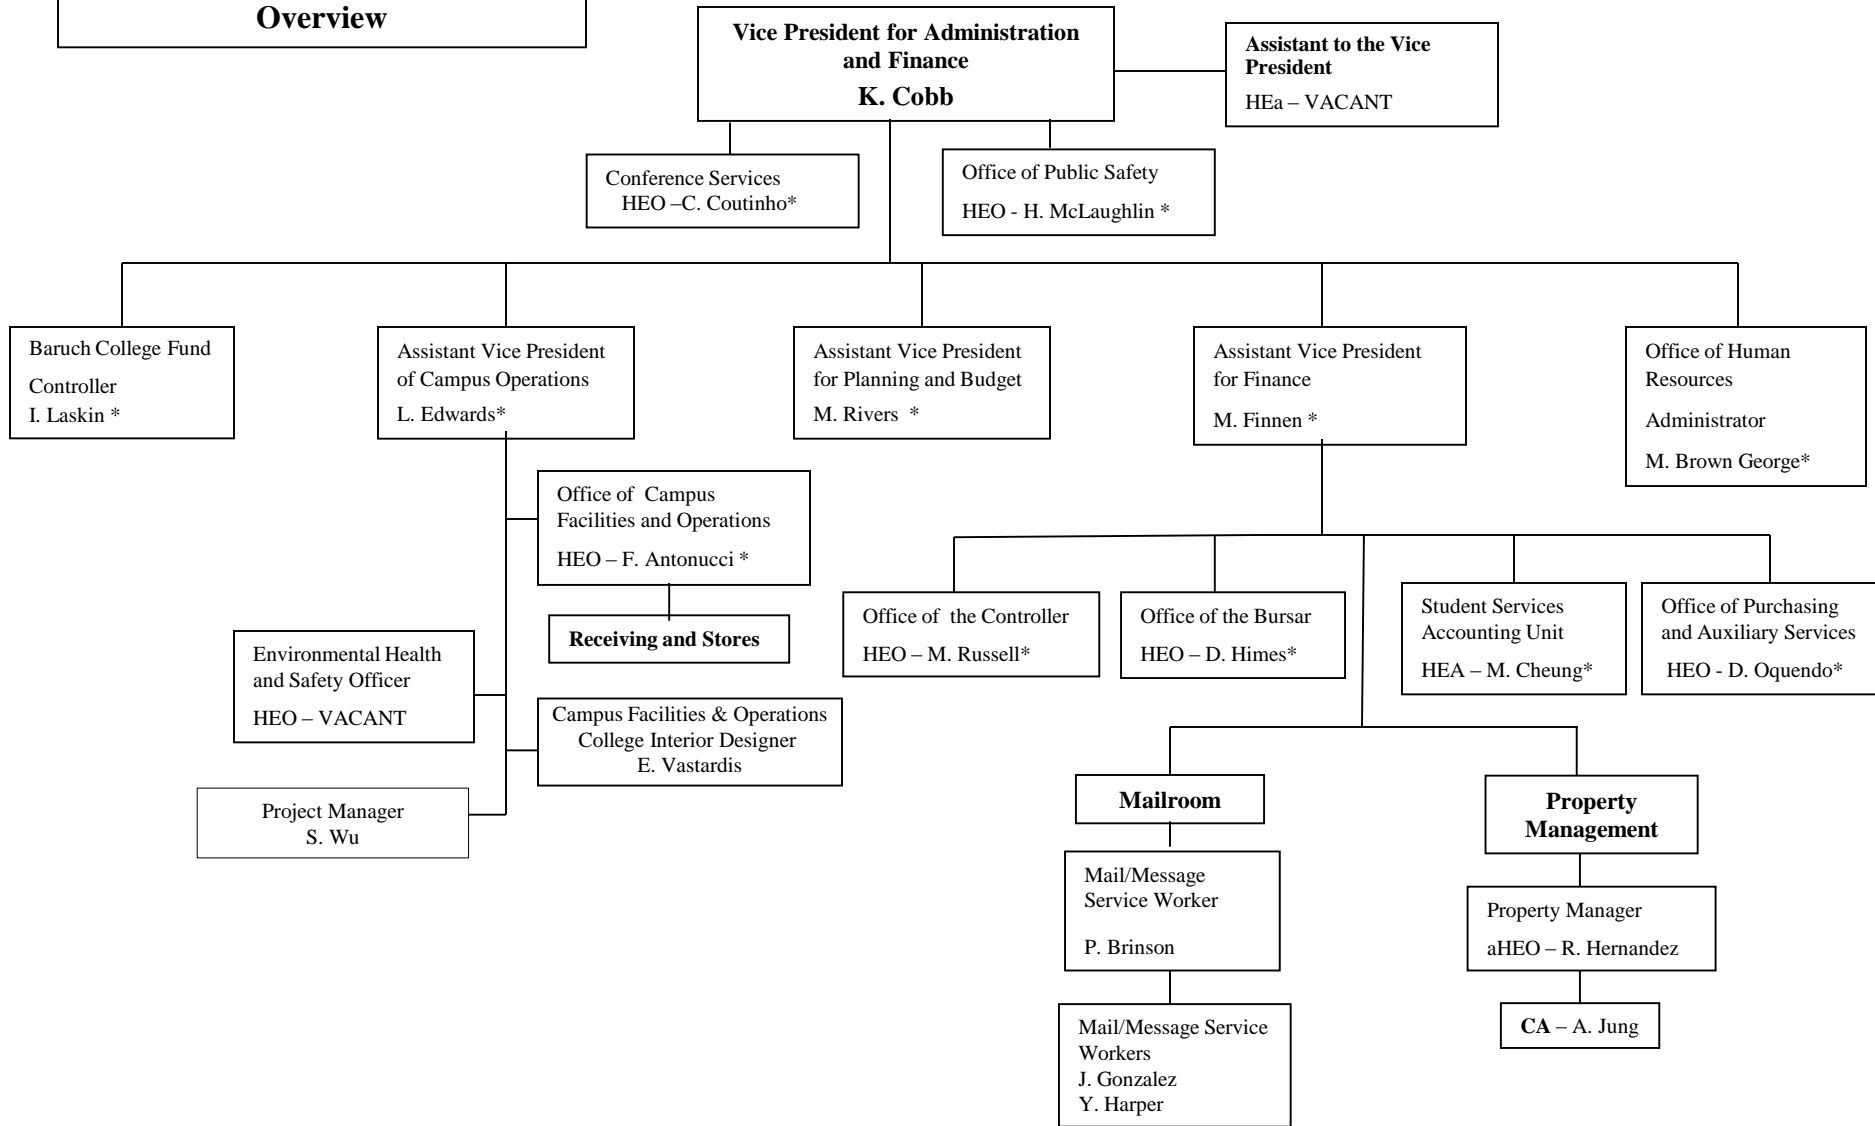 Overview
Vice President for Administration
and Finance
K. Cobb
Assistant to the Vice
President
HEa – VACANT
Conference Services
HEO –C. Coutinho*
Office of Public Safety
HEO - H. McLaughlin *
Baruch College Fund
Controller
I. Laskin *
Assistant Vice President
of Campus Operations
L. Edwards*
Assistant Vice President
for Planning and Budget
M. Rivers *
Assistant Vice President
for Finance
M. Finnen *
Office of Human
Resources
Administrator
M. Brown George*
Office of Campus
Facilities and Operations
HEO – F. Antonucci *
Receiving and Stores
Environmental Health
and Safety Officer
HEO – VACANT
Campus Facilities & Operations
College Interior Designer
E. Vastardis
Project Manager
S. Wu
Office of the Controller
HEO – M. Russell*
Office of the Bursar
HEO – D. Himes*
Student Services
Accounting Unit
HEA – M. Cheung*
Office of Purchasing
and Auxiliary Services
HEO - D. Oquendo*
Mailroom
Mail/Message
Service Worker
P. Brinson
Mail/Message Service
Workers
J. Gonzalez
Y. Harper
Property
Management
Property Manager
aHEO – R. Hernandez
CA – A. Jung